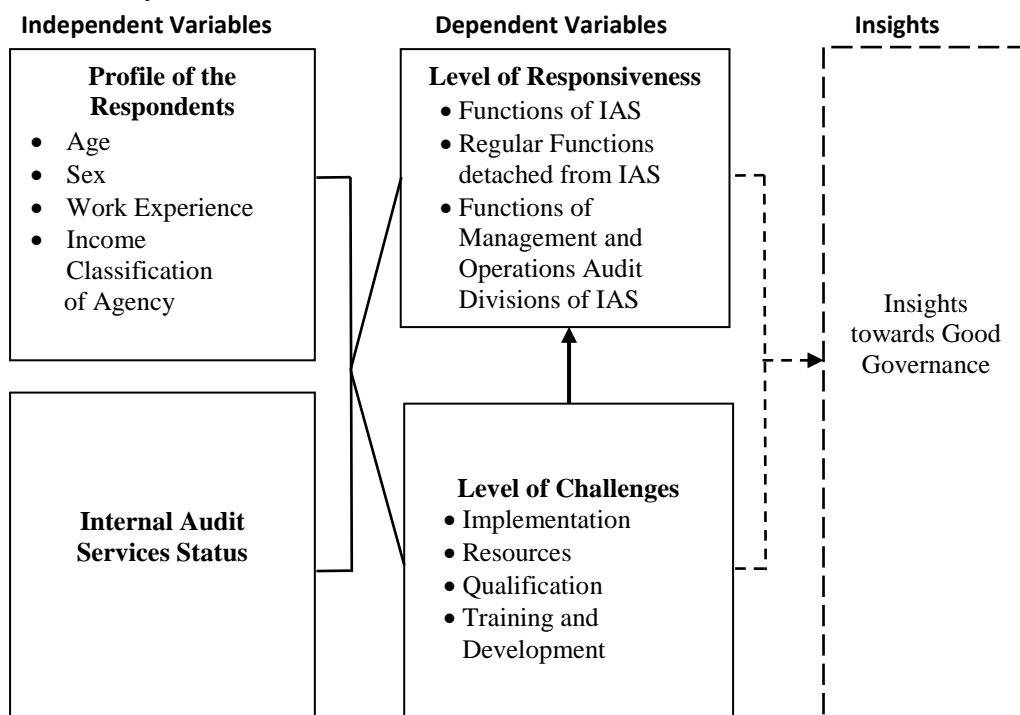 Independent Variables
Dependent Variables
Insights
Profile of the
Respondents
• Age
• Sex
• Work Experience
• Income
Classification
of Agency
Internal Audit
Services Status
Level of Responsiveness
• Functions of IAS
• Regular Functions
detached from IAS
• Functions of
Management and
Operations Audit
Divisions of IAS
Level of Challenges
• Implementation
• Resources
• Qualification
• Training and
Development
Insights
towards Good
Governance